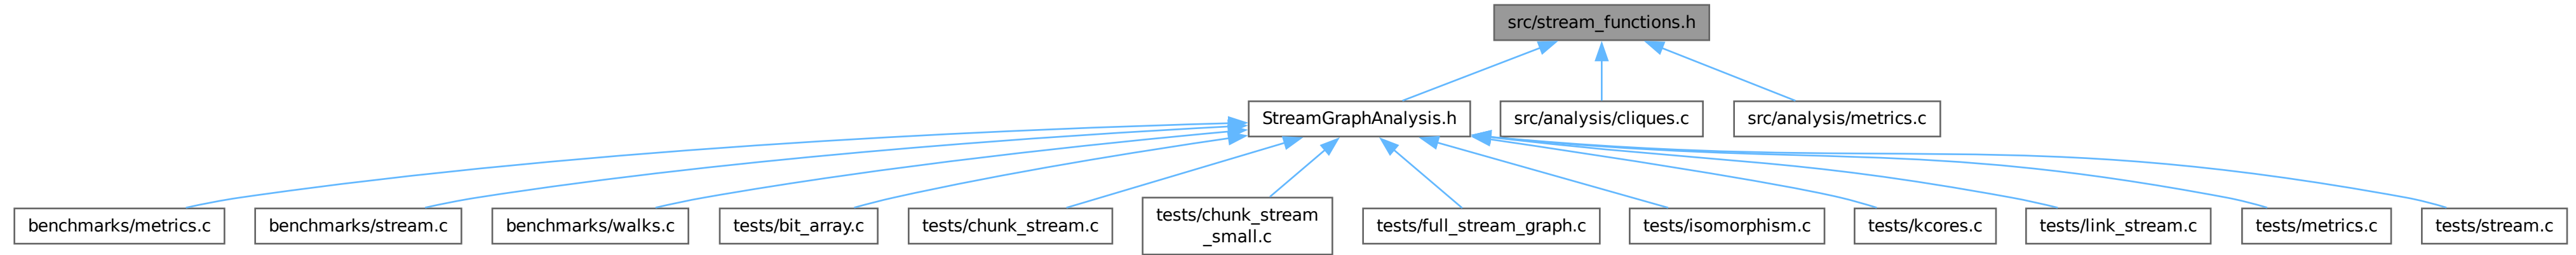 src/stream_functions.h
StreamGraphAnalysis.h
src/analysis/cliques.c
src/analysis/metrics.c
benchmarks/metrics.c
benchmarks/stream.c
benchmarks/walks.c
tests/bit_array.c
tests/chunk_stream.c
tests/chunk_stream
_small.c
tests/full_stream_graph.c
tests/isomorphism.c
tests/kcores.c
tests/link_stream.c
tests/metrics.c
tests/stream.c